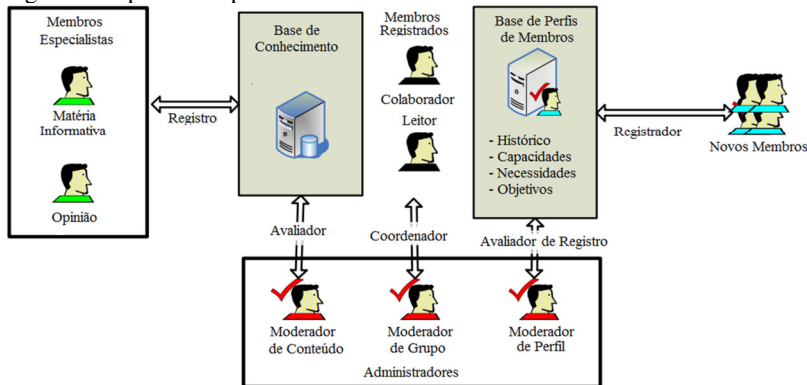 Membros
Especialistas
Matéria
Informativa
Opinião
Registro
Base de
Conhecimento
Membros
Registrados
Colaborador
Leitor
Base de Perfis
de Membros
- Histórico
- Capacidades
- Necessidades
- Objetivos
Registrador
Novos Membros
Avaliador
Coordenador
Avaliador de Registro
Moderador
de Conteúdo
Moderador
de Grupo
Moderador
de Perfil
Administradores